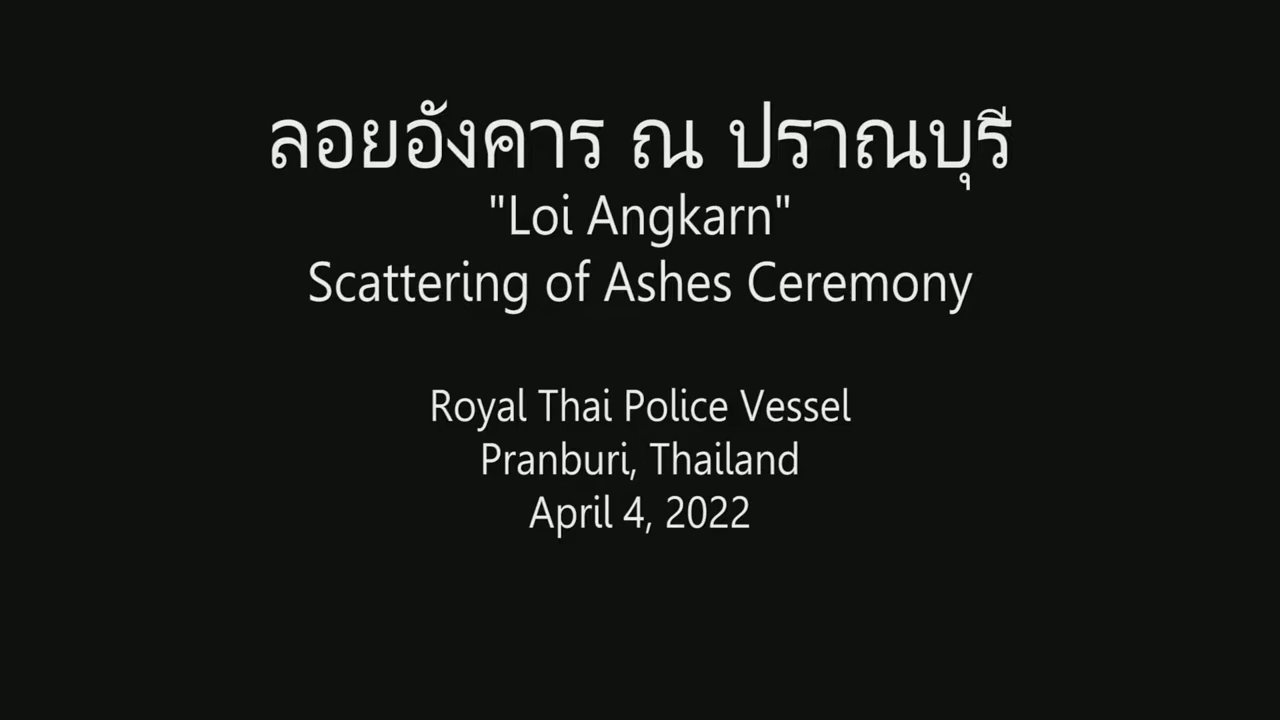 ลอยอังคาร ณ ปราณบุรี
"Loi Angkarn"
Scattering of Ashes Ceremony
Royal Thai Police Vessel
Pranburi, Thailand
April 4, 2022